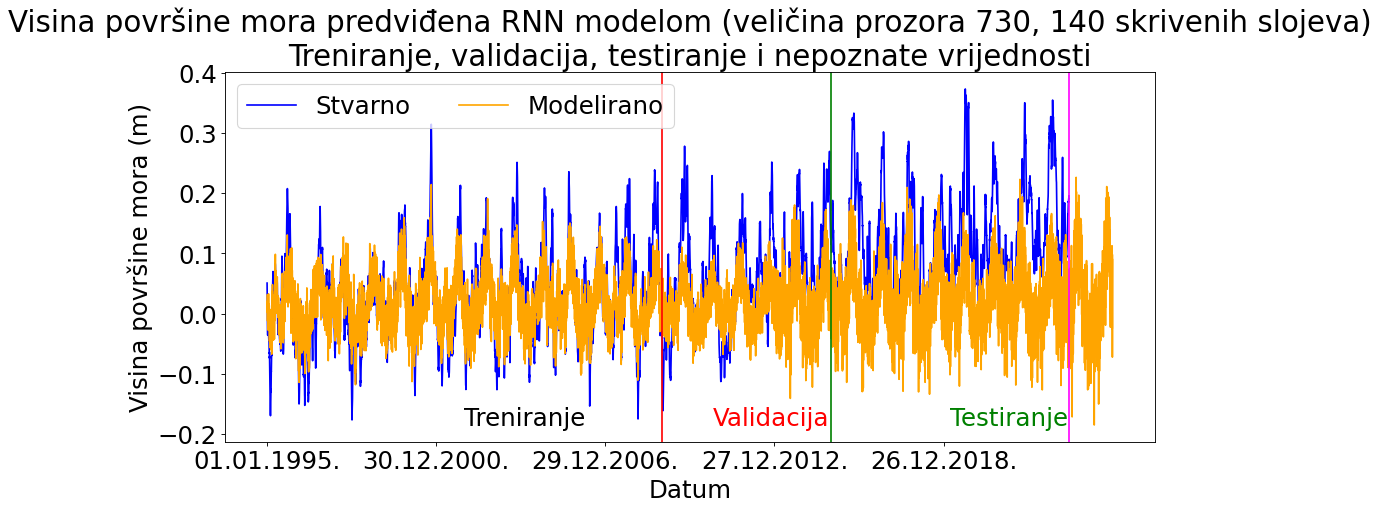 Visina površine mora predviđena RNN modelom (veličina prozora 730, 140 skrivenih slojeva)
Treniranje, validacija, testiranje i nepoznate vrijednosti
Visina površine mora (m)
0.4
0.3
0.2
0.1
0.0
−0.1
−0.2
Stvarno Modelirano
Treniranje Validacija Testiranje
01.01.1995. 30.12.2000. 29.12.2006. 27.12.2012. 26.12.2018.
Datum